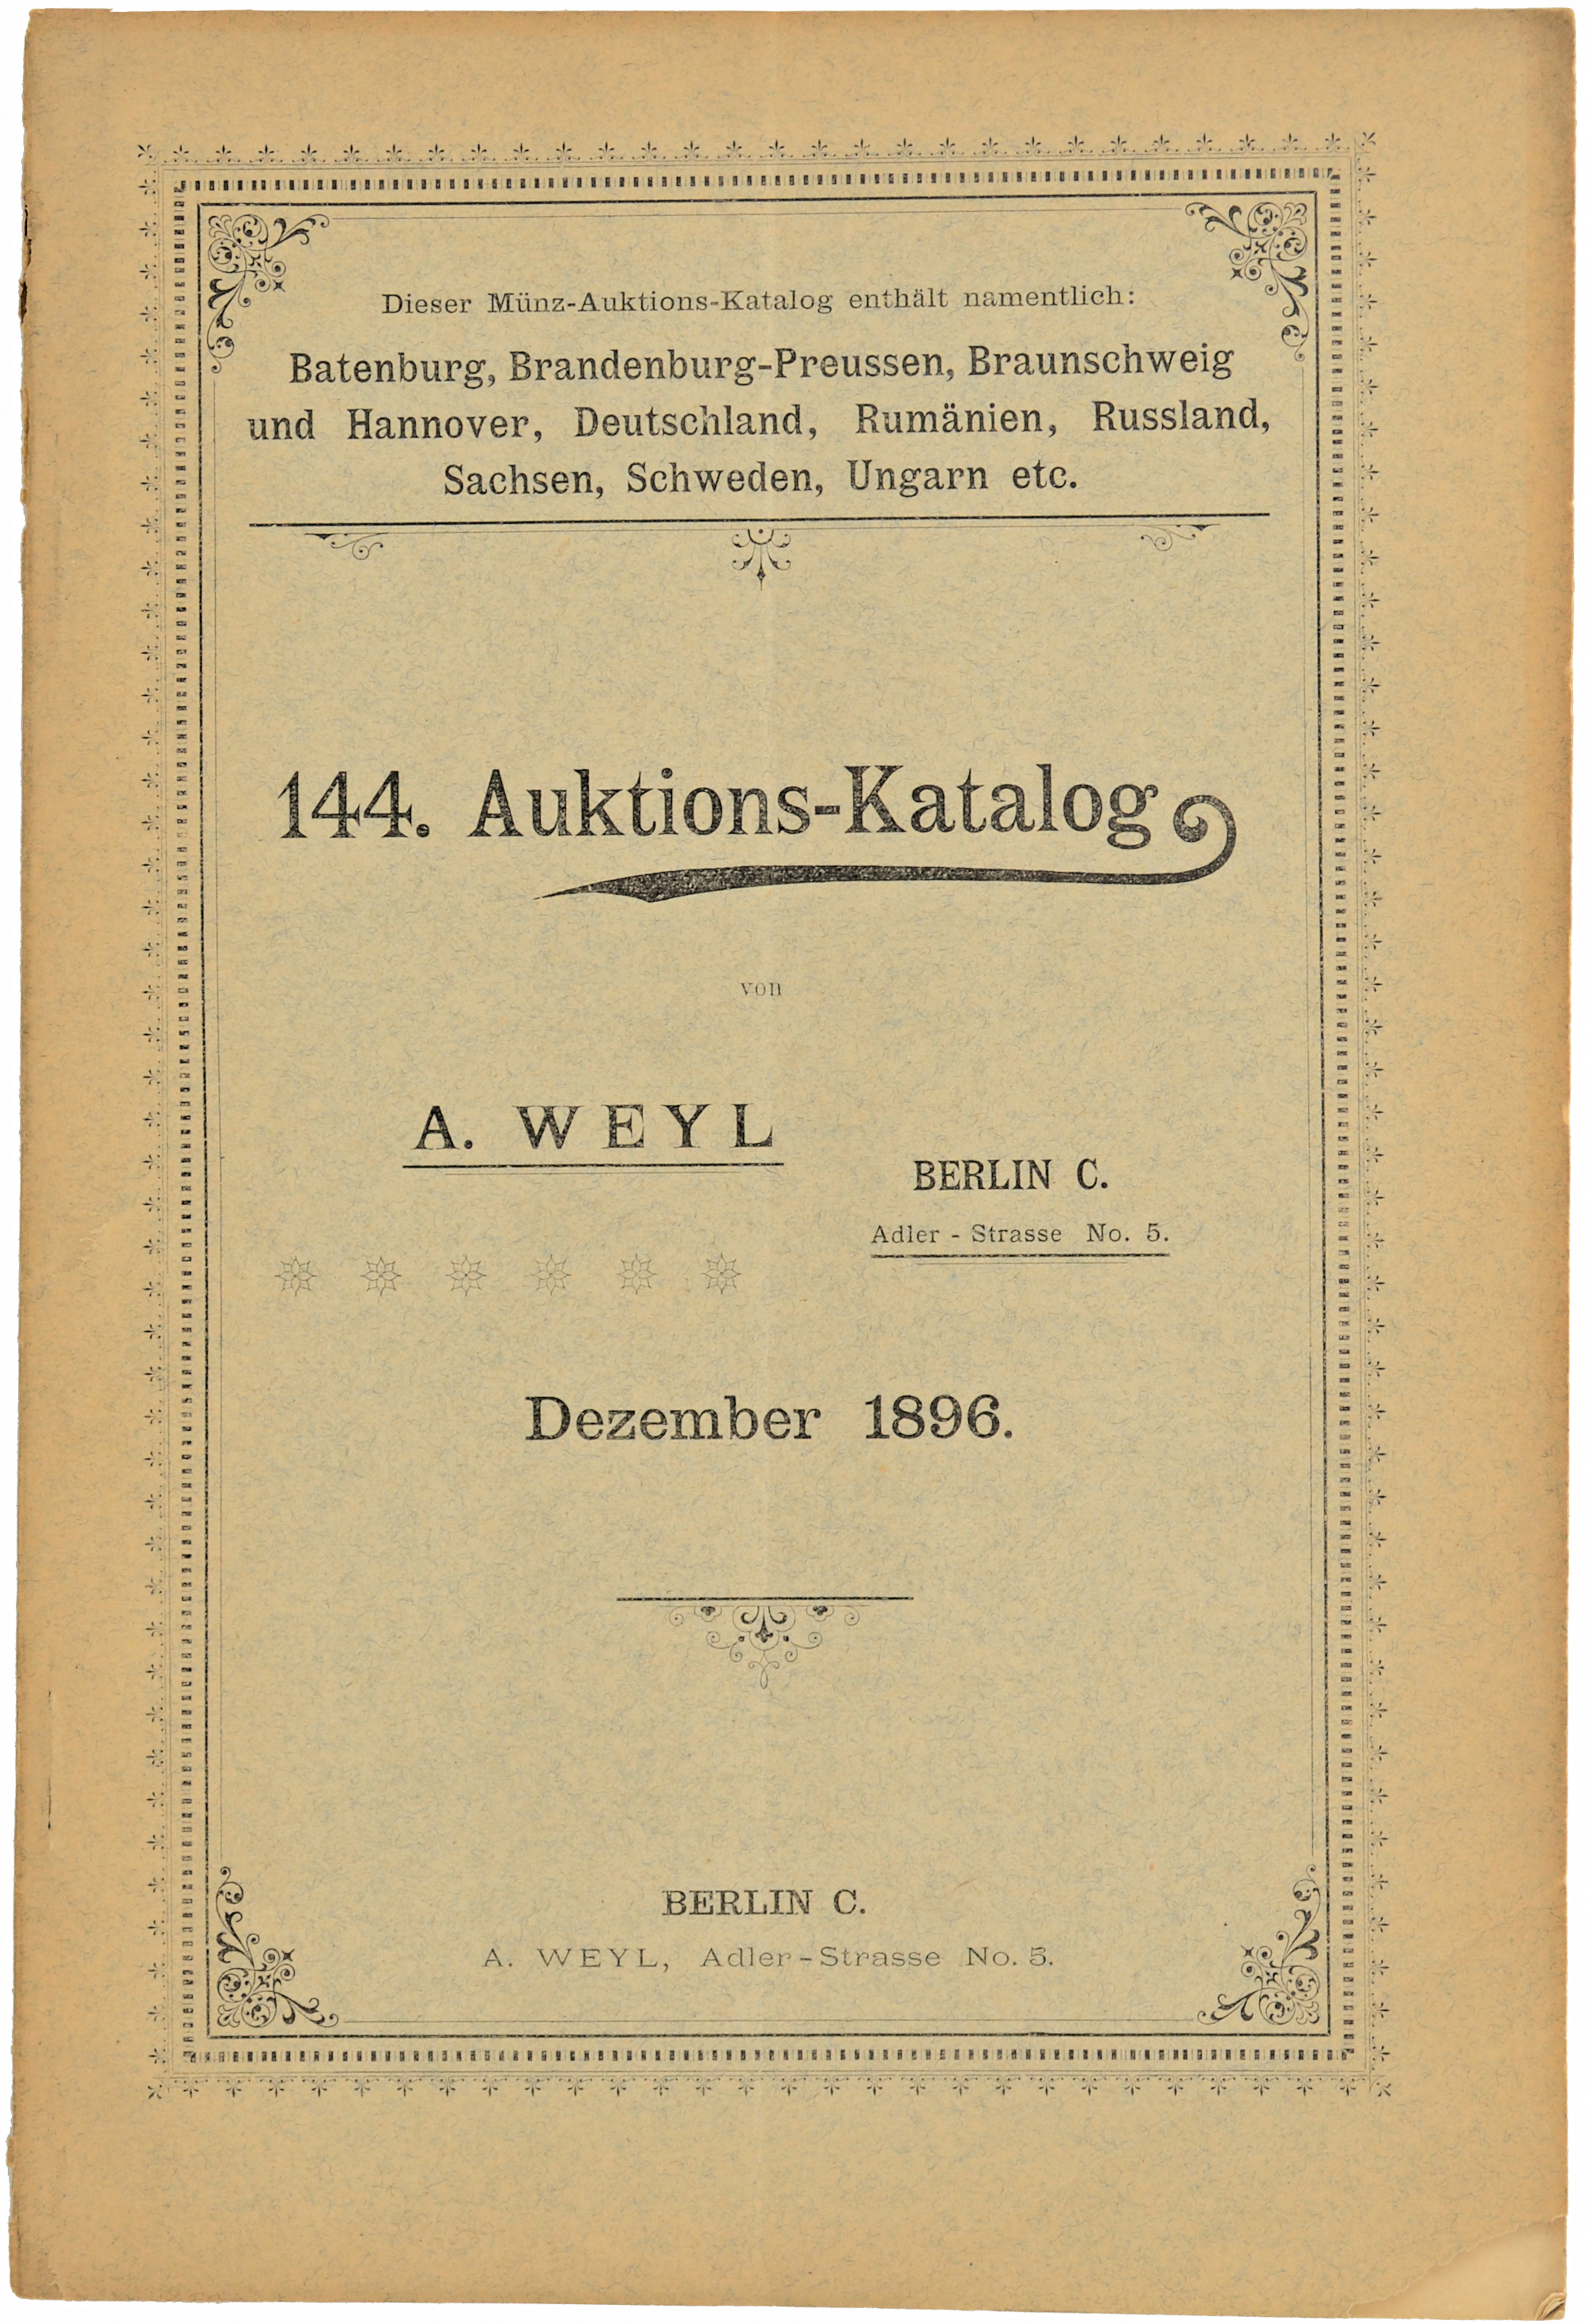 Dieser Münz-Auktions-Katalog enthält namentlich:
Batenburg, Brandenburg-Preussen, Braunschweig
und Hannover, Deutschland, Rumänien, Russland,
Sachsen, Schweden, Ungarn etc.
144. Auktions-Katalog
von
A. WEYL
BERLIN C.
Adler - Strasse No. 5.
Dezember 1896.
BERLIN C.
A. WEYL, Adler-Strasse No. 5.